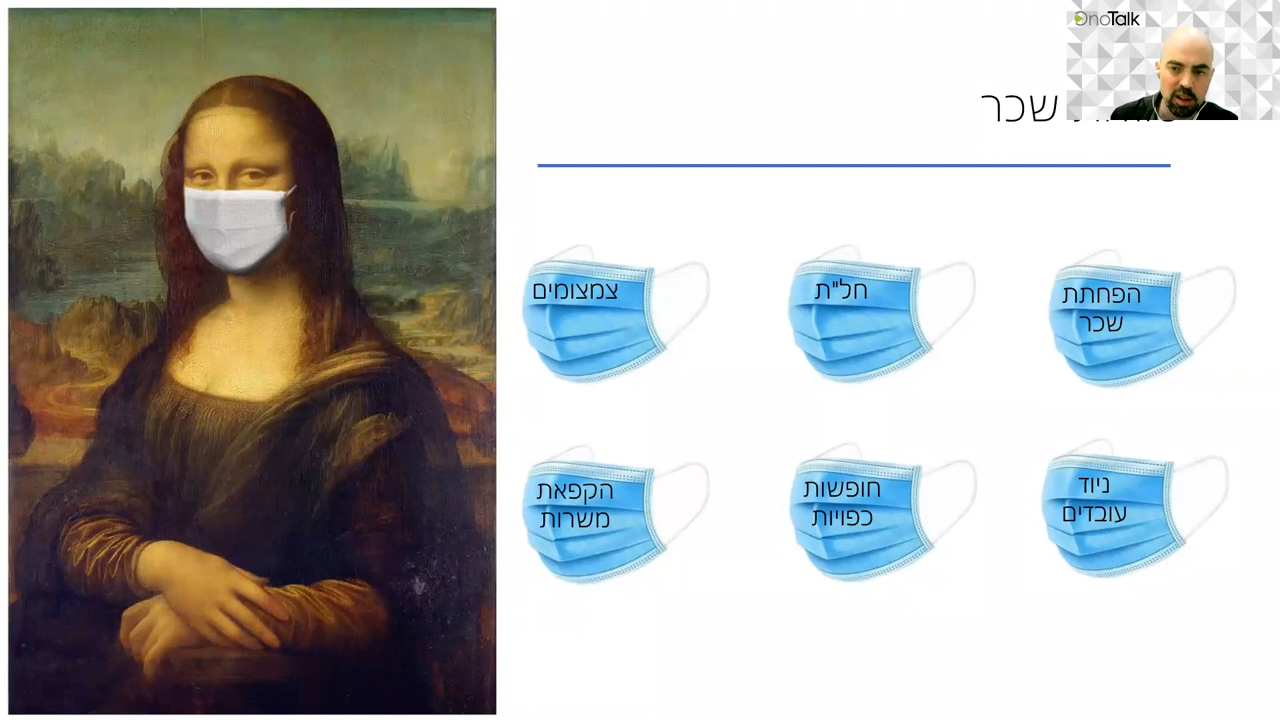 OnoTalk
שכר
הפחתת
שכר
חל"ת
צמצומים
ניוד
עובדים
חופשות
כפויות
הקפאת
משרות